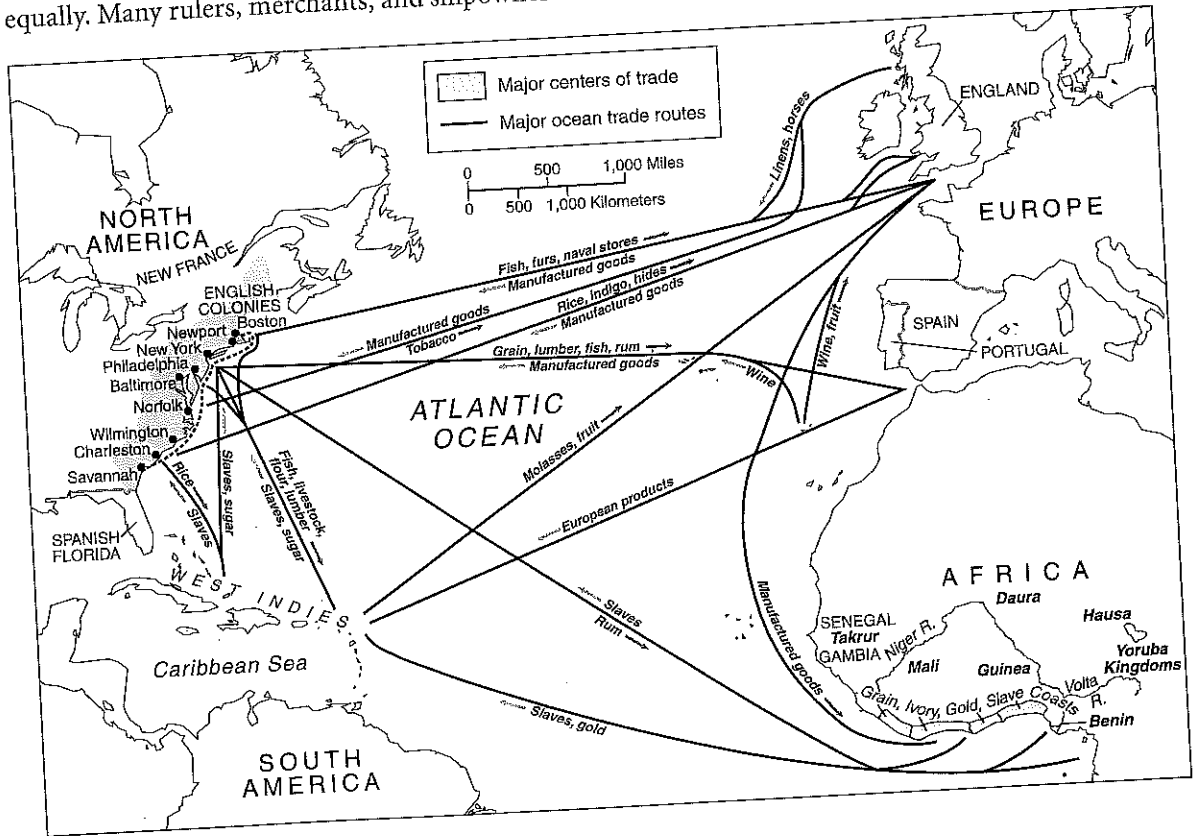 equally. Many rulers, merchants, and
Major centers of trade
Major ocean trade routes
0 500 1,000 Miles
0 500 1,000 Kilometers
ENGLAND
EUROPE
Linens, horses
NORTH
AMERICA
NEW FRANCE
ENGLISH
COLONIES
Boston
Newport
New York
Philadelphia
Baltimore
Norfolk
Wilmington
Charleston
Savannah
SPANISH
FLORIDA
Fish, furs, naval stores
Manufactured goods
Rice, indigo, hides
Manufactured goods
Manufactured goods
Tobacco
Grain, lumber, fish, rum
Manufactured goods
Wine
Wine, fruit
SPAIN
PORTUGAL
ATLANTIC
OCEAN
Molasses, fruit
European products
Rice
Slaves
Slaves, sugar
Fish, livestock,
flour, lumber
Slaves, sugar
WEST INDIES
Caribbean Sea
Slaves
Rum
Slaves, gold
Manufactured goods
SOUTH
AMERICA
AFRICA
Daura
Hausa
Yoruba
Kingdoms
SENEGAL
Takrur
GAMBIA
Niger R.
Mali
Guinea
Volta
R.
Grain, Ivory, Gold, Slave Coasts
Benin